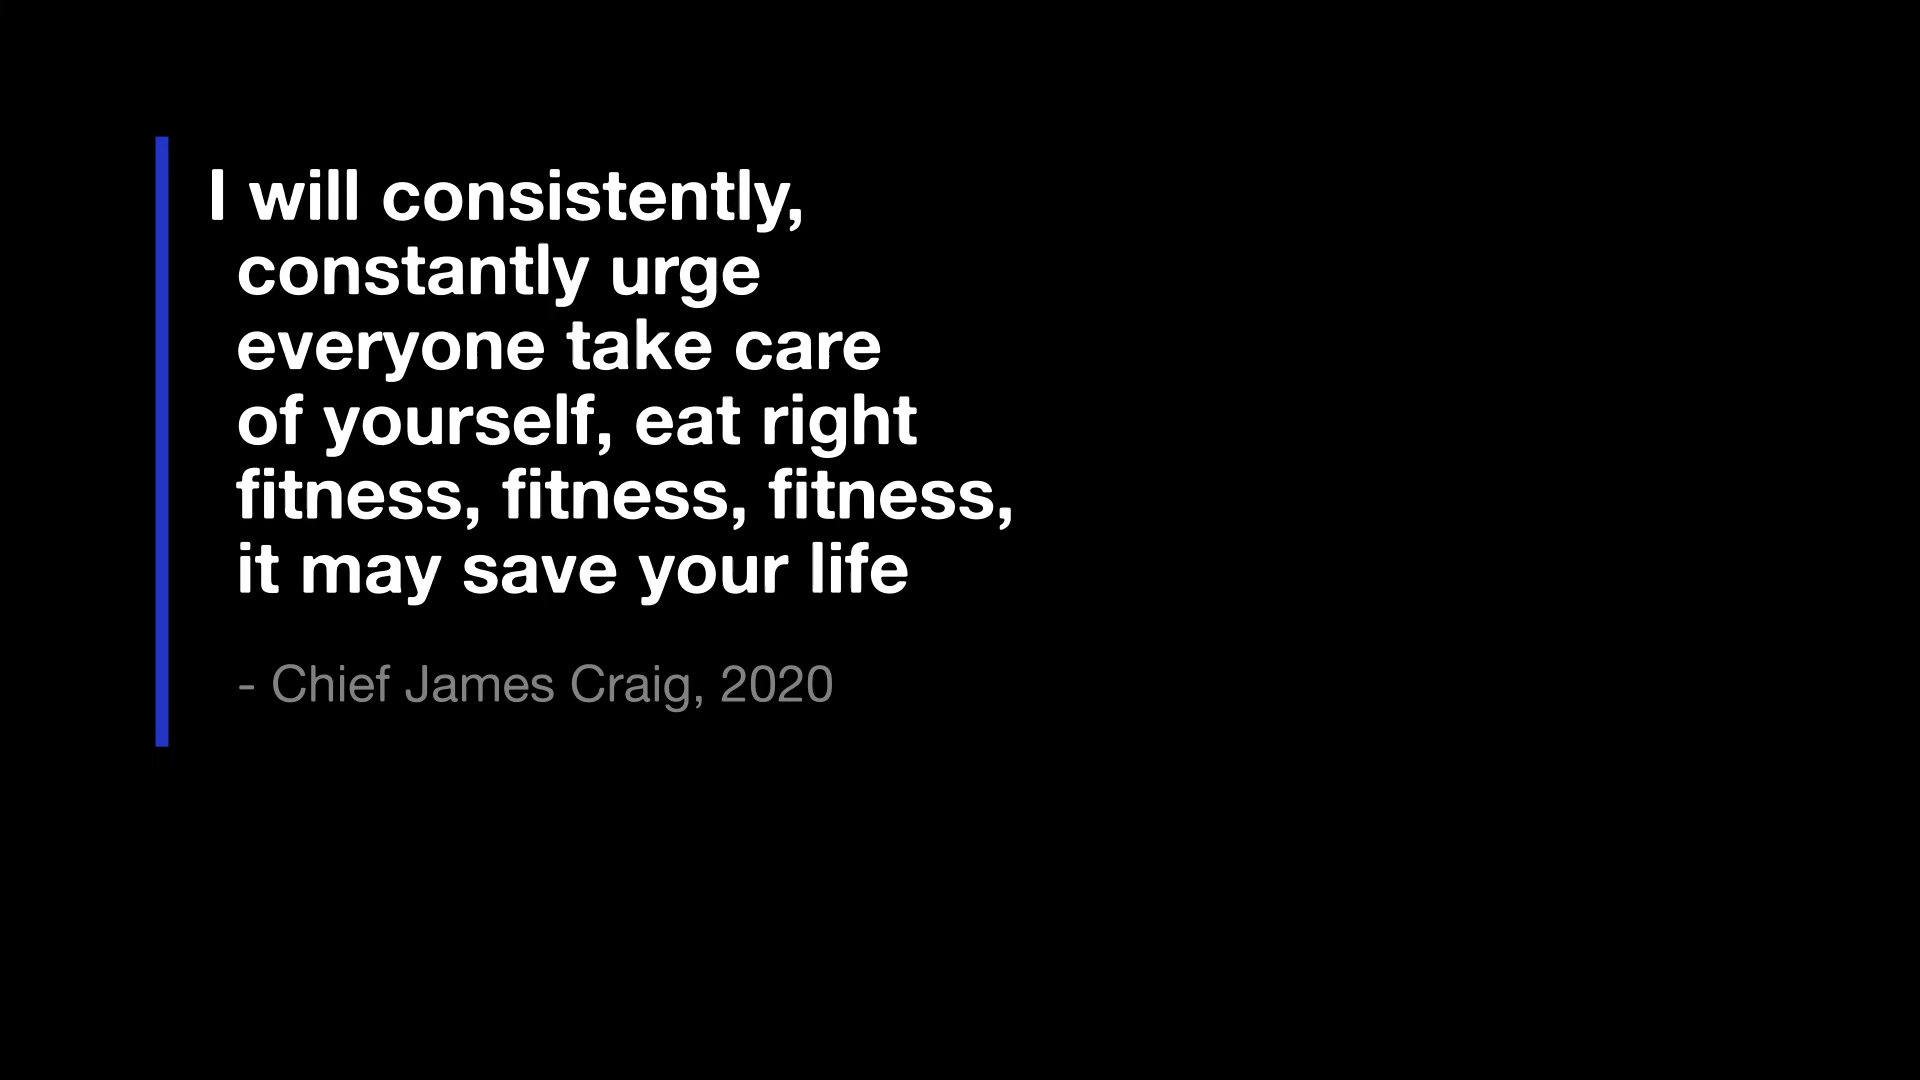 I will consistently,
constantly urge
everyone take care
of yourself, eat right
fitness, fitness, fitness,
it may save your life
- Chief James Craig, 2020